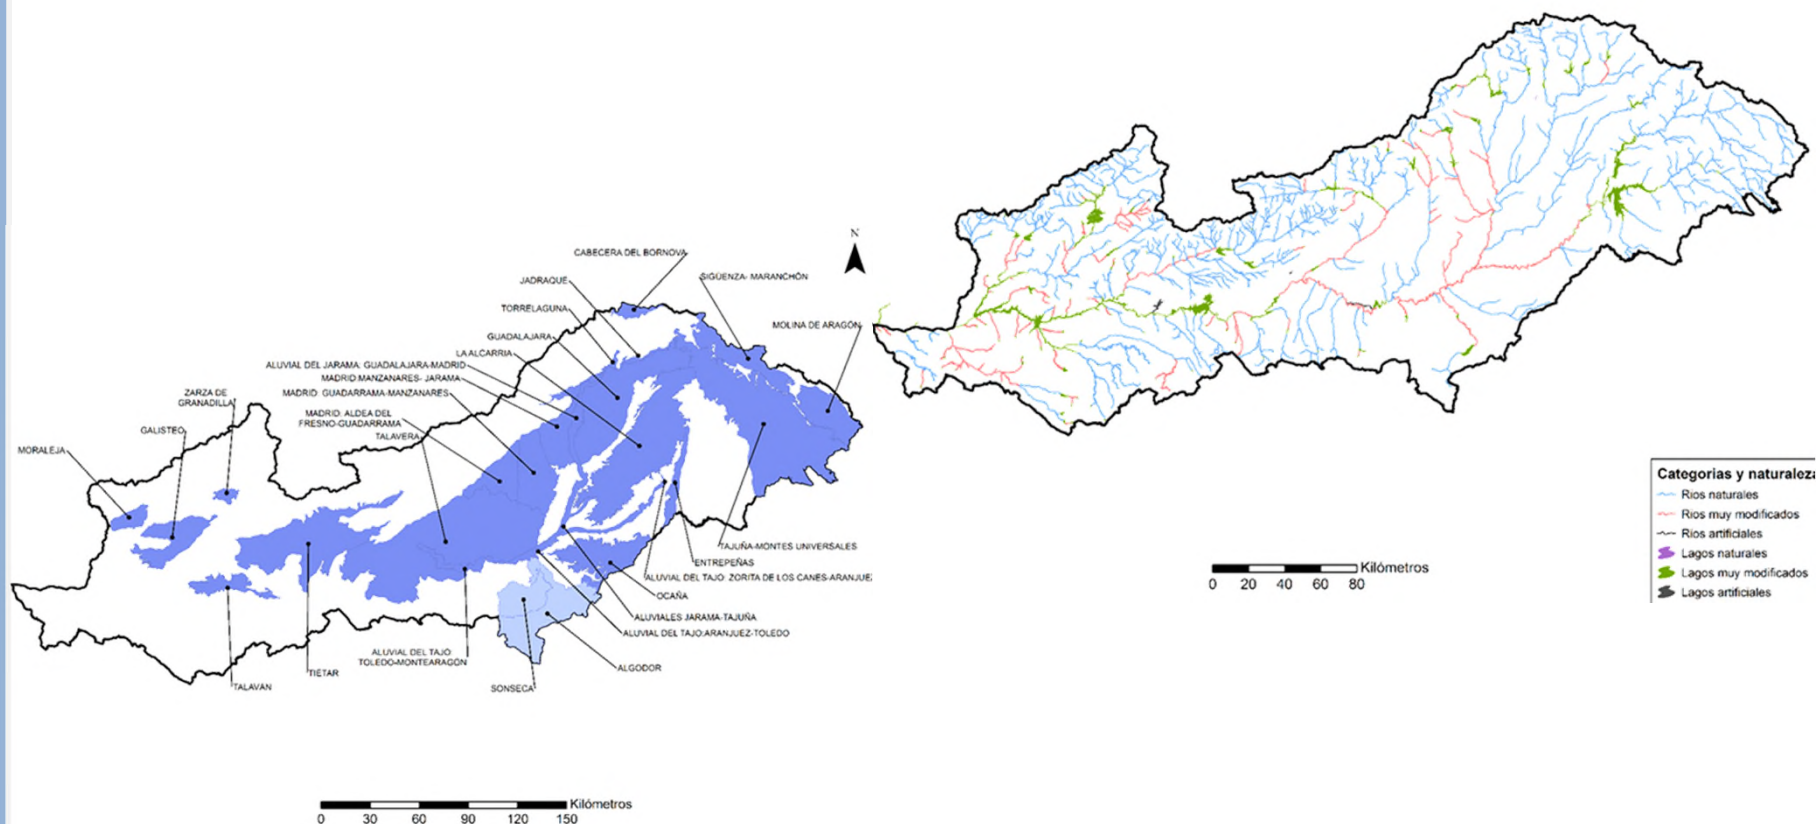 N
CABECERA DEL BORNOVA
SIGÜENZA- MARANCHÓN
JADRAQUE
TORRELAGUNA
MOLINA DE ARAGÓN
GUADALAJARA
LA ALCARRIA
ALUVIAL DEL JARAMA: GUADALAJARA-MADRID
MADRID:MANZANARES- JARAMA
MADRID: GUADARRAMA-MANZANARES
ZARZA DE
GRANADILLA
MADRID: ALDEA DEL
FRESNO-GUADARRAMA
GALISTEO
TALAVERA
MORALEJA
TAJUÑA-MONTES UNIVERSALES
ENTREPEÑAS
ALUVIAL DEL TAJO: ZORITA DE LOS CANES-ARANJUEZ
OCAÑA
ALUVIALES JARAMA-TAJUÑA
ALUVIAL DEL TAJO:ARANJUEZ-TOLEDO
ALUVIAL DEL TAJO:
TOLEDO-MONTEARAGÓN
ALGODOR
TIETAR
TALAVÁN
SONSECA
Kilómetros
0 30 60 90 120 150
Kilómetros
0 20 40 60 80
Categorias y naturaleza
Rios naturales
Rios muy modificados
Rios artificiales
Lagos naturales
Lagos muy modificados
Lagos artificiales